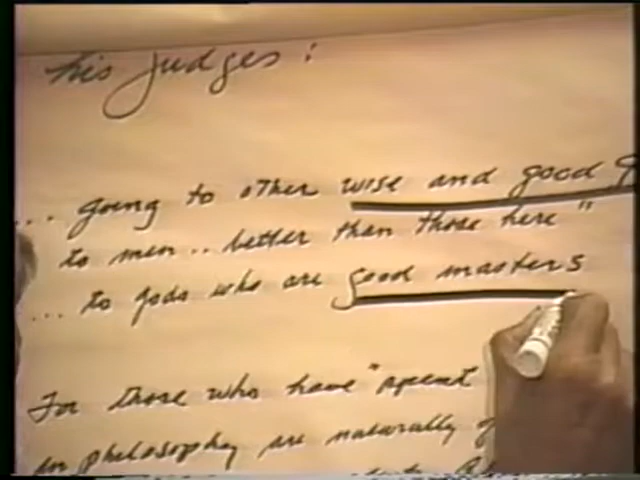 his judges:
... going to other wise and good
to men .. better than those here"
... to gods who are good masters
For those who have "spent
in philosophy are naturally of